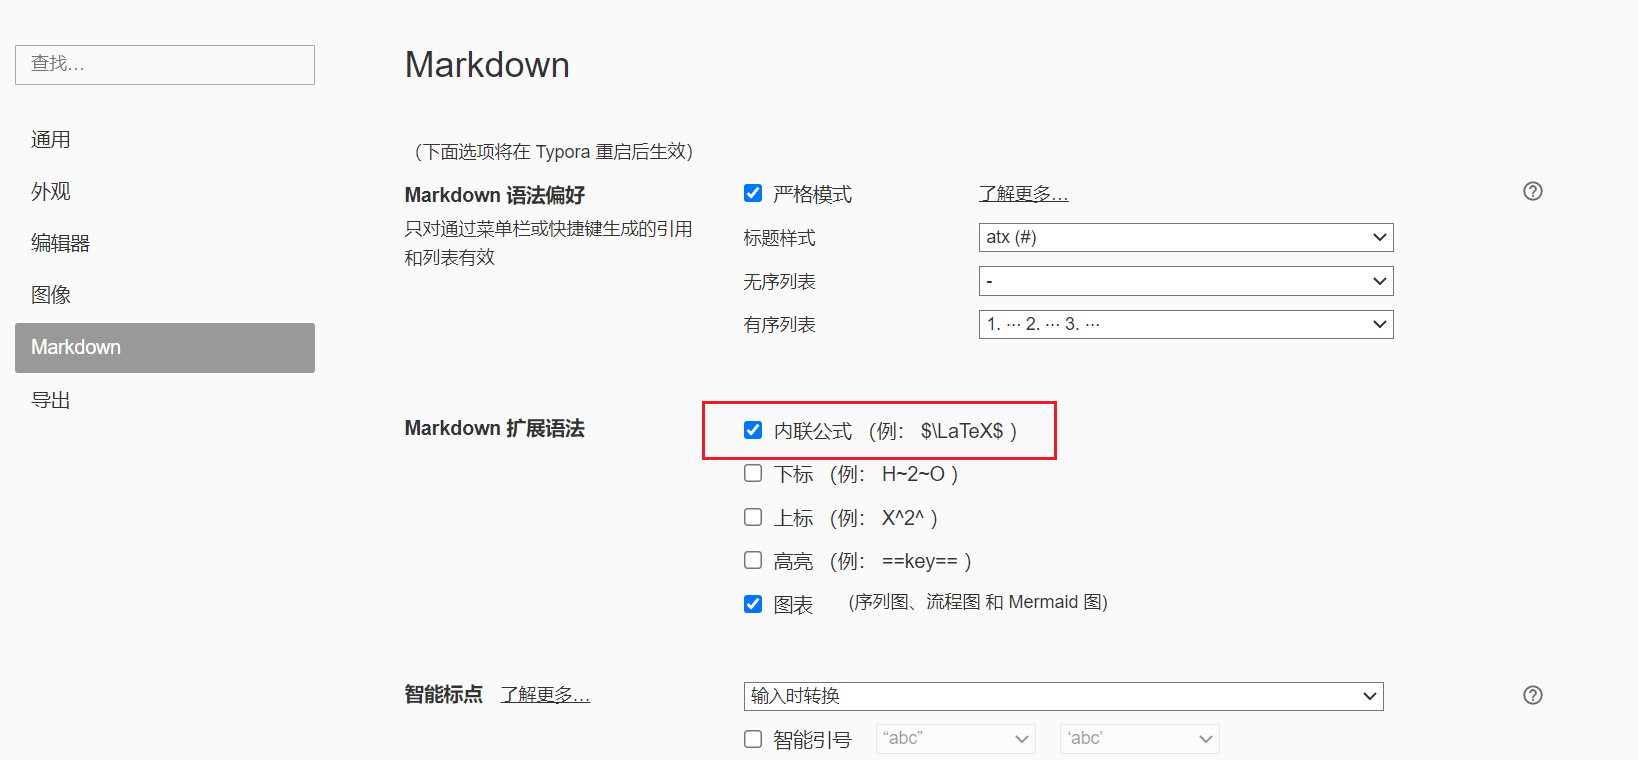 查找…
通用
外观
编辑器
图像
Markdown
导出
Markdown
（下面选项将在 Typora 重启后生效）
Markdown 语法偏好
只对通过菜单栏或快捷键生成的引用
和列表有效
严格模式 了解更多…
标题样式 atx (#)
无序列表 -
有序列表 1. ··· 2. ··· 3. ···
Markdown 扩展语法
内联公式 （例： $\LaTeX$ ）
下标 （例： H~2~O ）
上标 （例： X^2^ ）
高亮 （例： ==key== ）
图表 (序列图、流程图 和 Mermaid 图)
智能标点 了解更多… 输入时转换
智能引号 “abc” ‘abc’